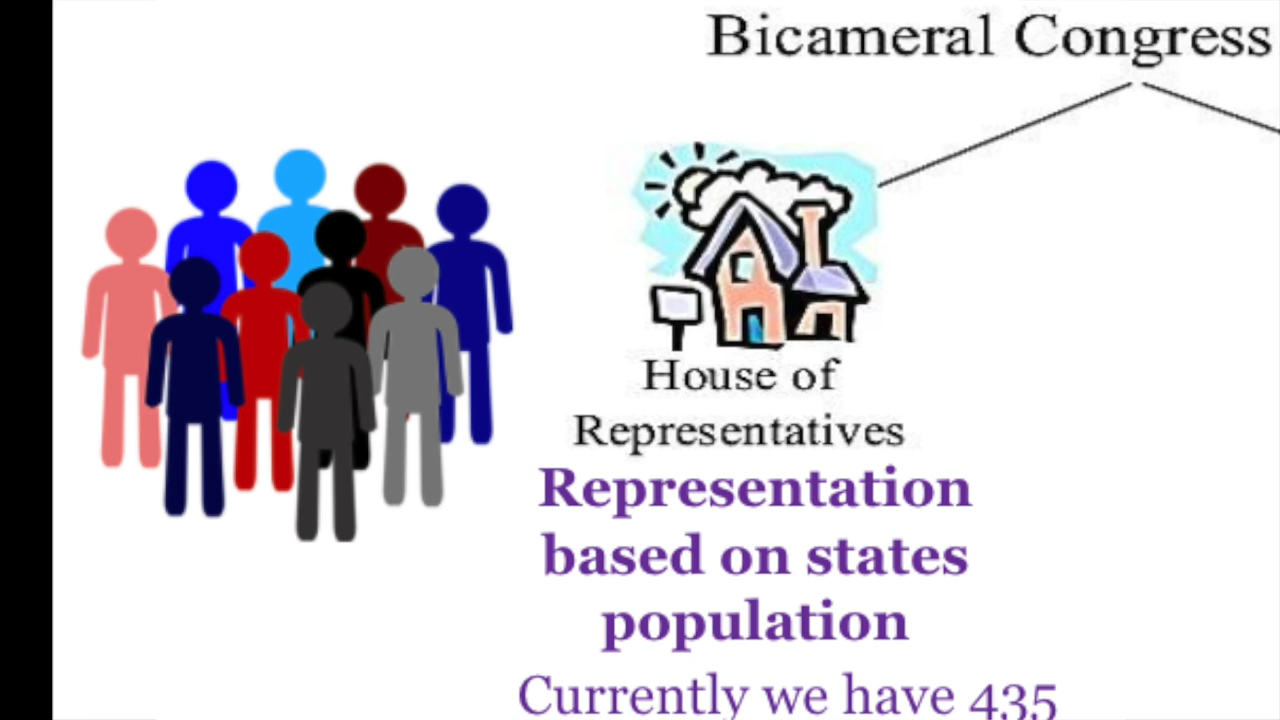 Bicameral Congress
House of
Representatives
Representation
based on states
population
Currently we have 435